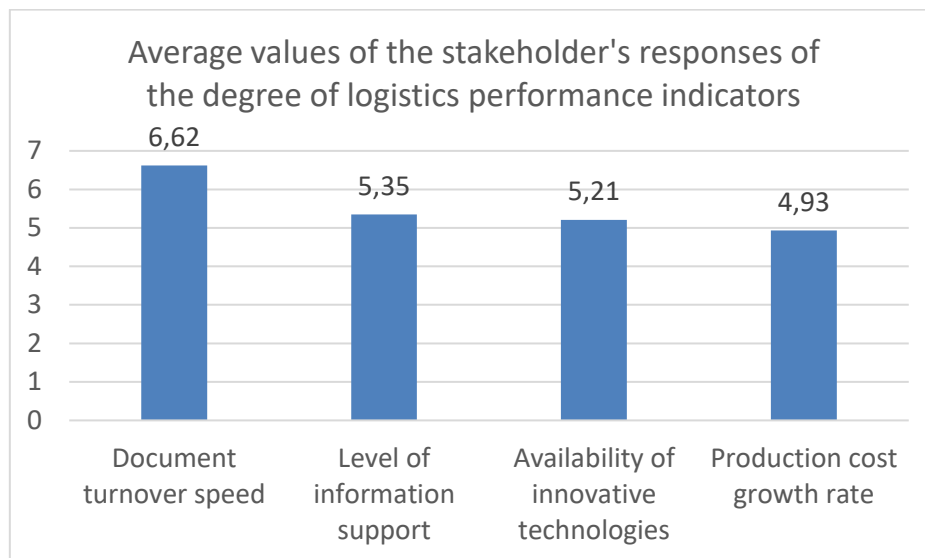 Average values of the stakeholder's responses of
the degree of logistics performance indicators
6,62
5,35
5,21
4,93
7
6
5
4
3
2
1
0
Document
turnover speed
Level of
information
support
Availability of
innovative
technologies
Production cost
growth rate